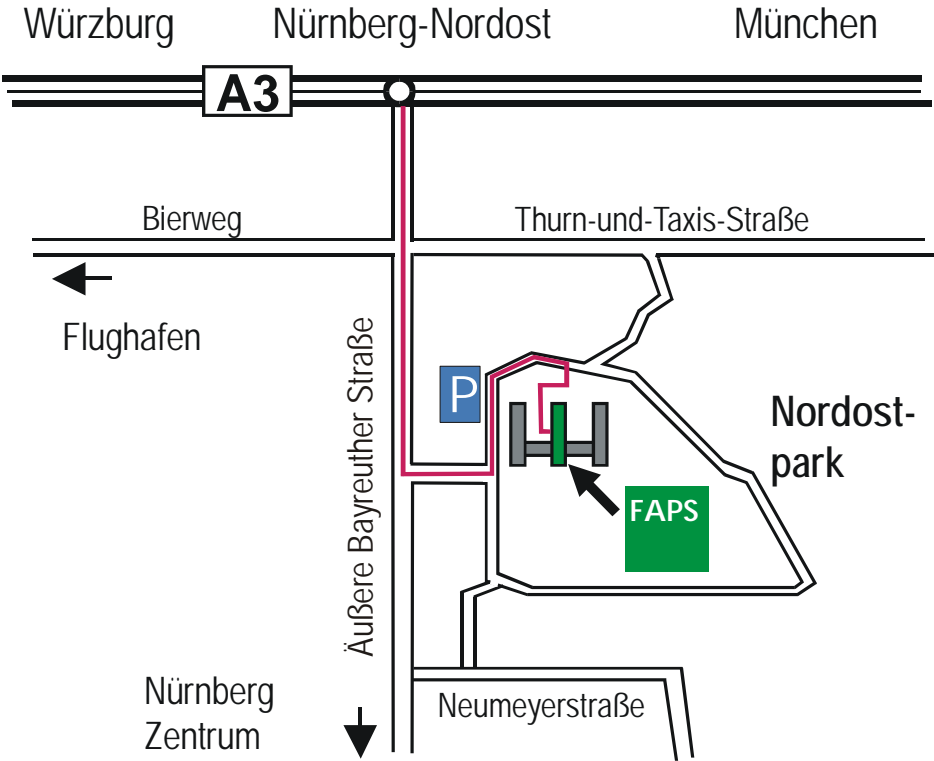 Würzburg
Nürnberg-Nordost
München
A3
Bierweg
Thurn-und-Taxis-Straße
Flughafen
Äußere Bayreuther Straße
P
Nordost-
park
FAPS
Nürnberg
Zentrum
Neumeyerstraße